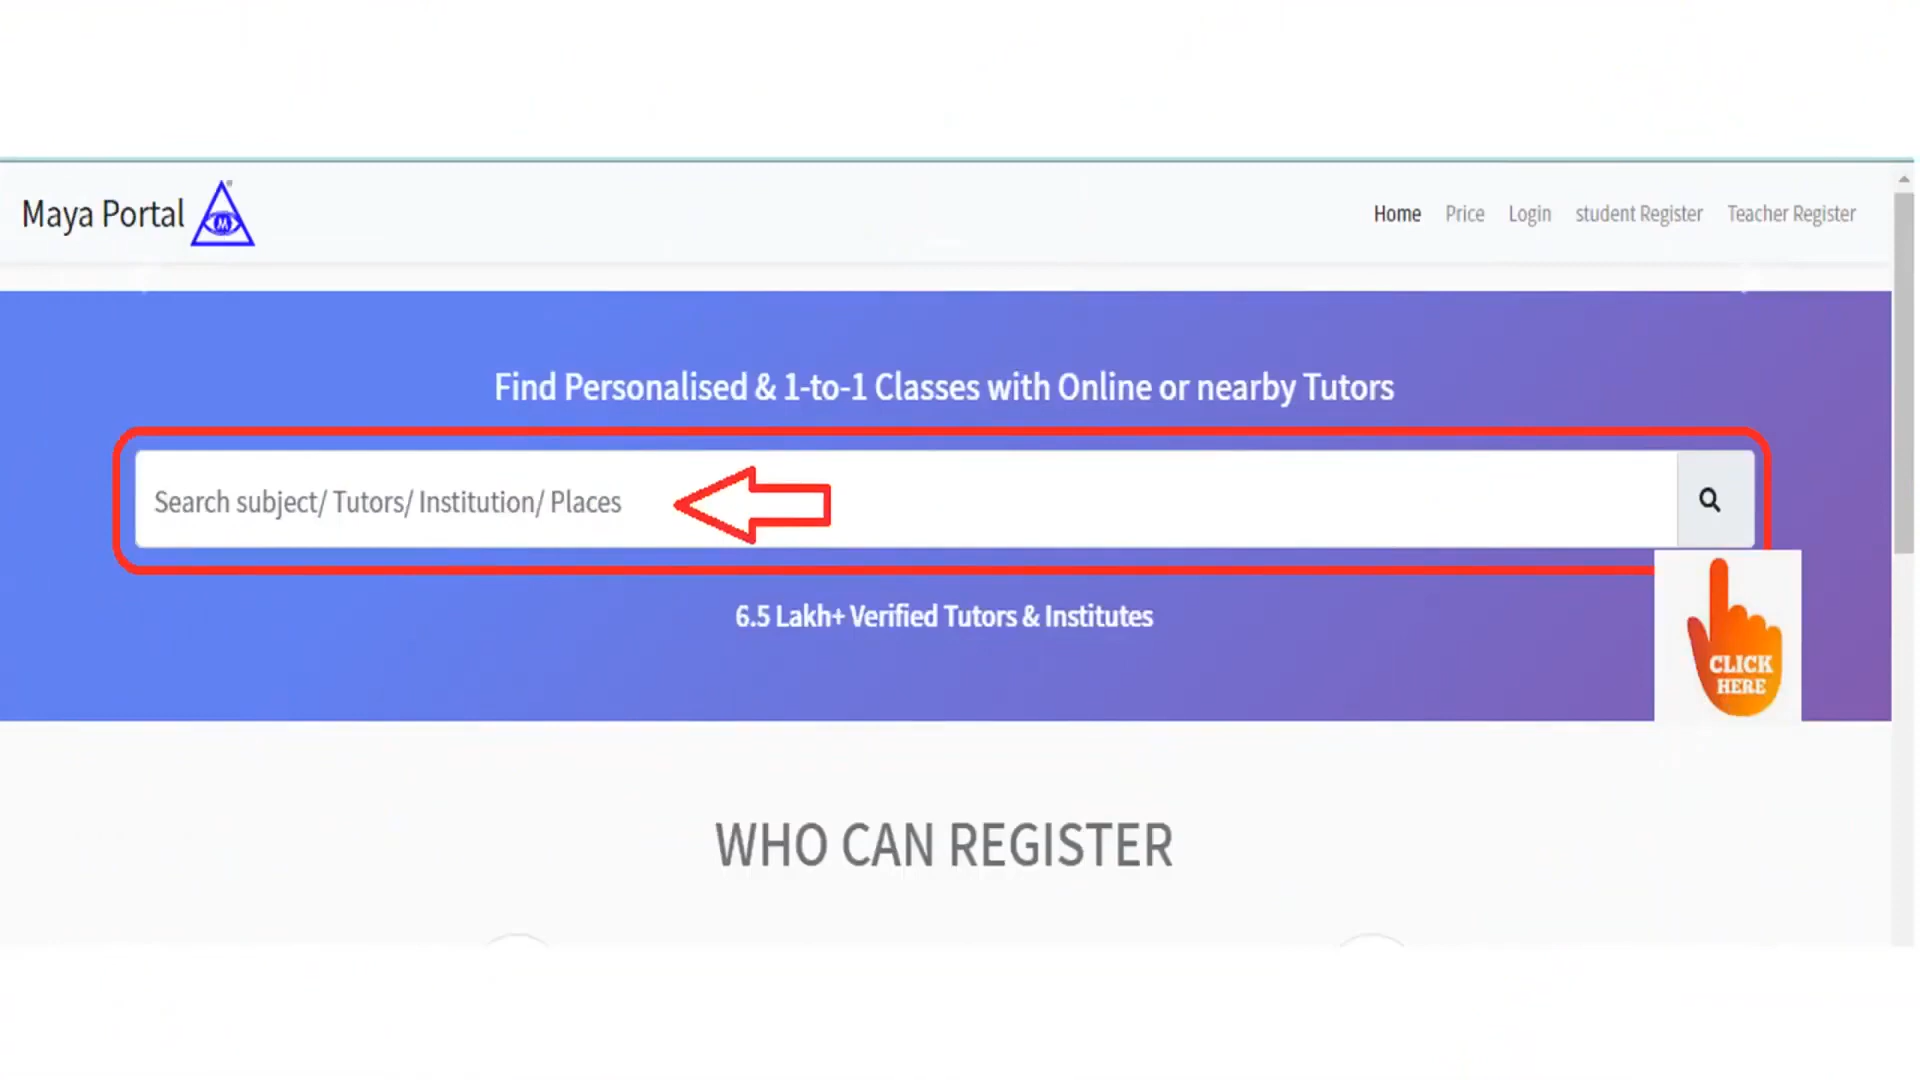 Maya Portal
M
Home Price Login student Register Teacher Register
Find Personalised & 1-to-1 Classes with Online or nearby Tutors
Search subject/ Tutors/ Institution/ Places
6.5 Lakh+ Verified Tutors & Institutes
CLICK
HERE
WHO CAN REGISTER